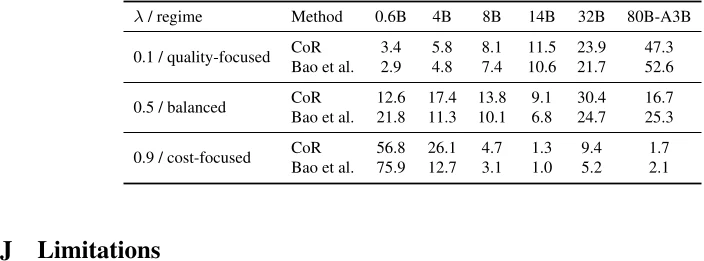 λ / regime Method 0.6B 4B 8B 14B 32B 80B-A3B
0.1 / quality-focused CoR 3.4 5.8 8.1 11.5 23.9 47.3
Bao et al. 2.9 4.8 7.4 10.6 21.7 52.6
0.5 / balanced CoR 12.6 17.4 13.8 9.1 30.4 16.7
Bao et al. 21.8 11.3 10.1 6.8 24.7 25.3
0.9 / cost-focused CoR 56.8 26.1 4.7 1.3 9.4 1.7
Bao et al. 75.9 12.7 3.1 1.0 5.2 2.1
J Limitations